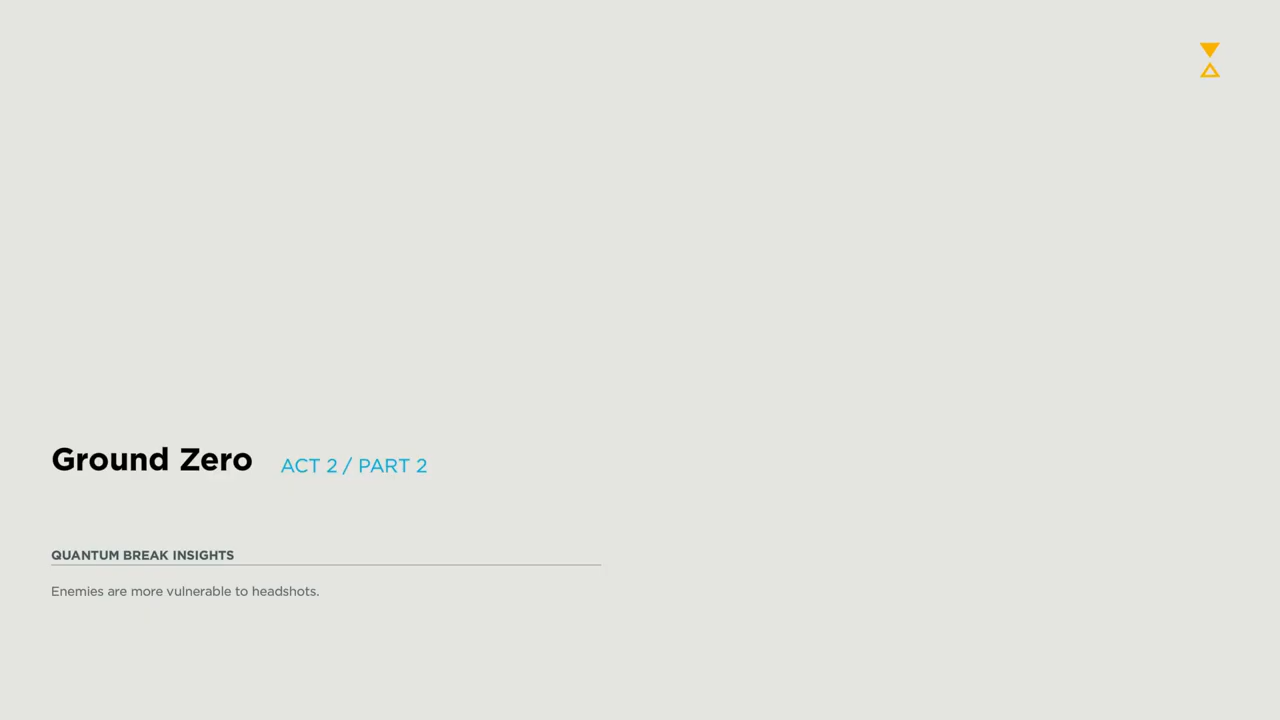 Ground Zero ACT 2 / PART 2
QUANTUM BREAK INSIGHTS
Enemies are more vulnerable to headshots.